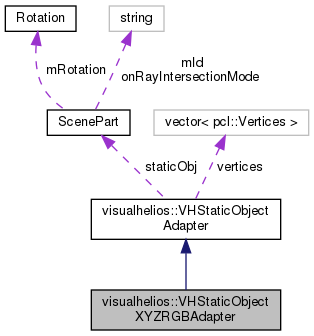 Rotation
string
mRotation
mId
onRayIntersectionMode
ScenePart
vector< pcl::Vertices >
staticObj
vertices
visualhelios::VHStaticObject
Adapter
visualhelios::VHStaticObject
XYZRGBAdapter